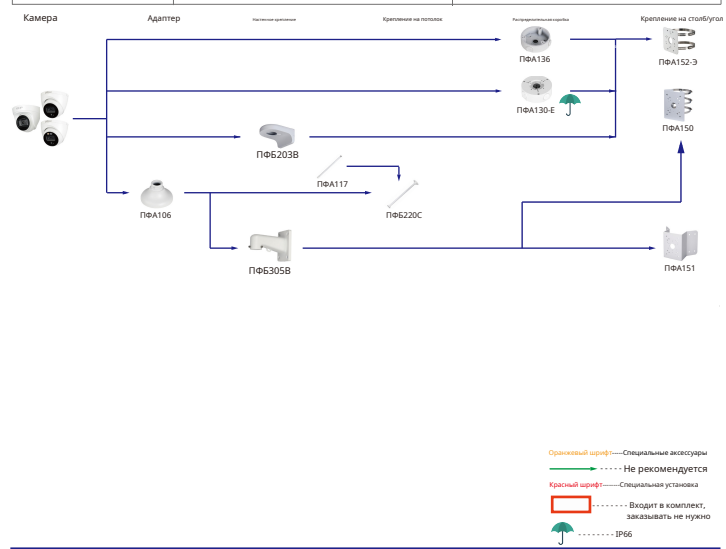 Камера
Адаптер
Настенное крепление
Крепления на потолок
Распределительная коробка
Крепление на столб/угол
ПФА136
ПФА152-Э
ПФА130-Е
ПФА150
ПФБ203В
ПФА117
ПФА106
ПФБ220С
ПФБ305В
ПФА151
Оранжевый шрифт-----Специальные аксессуары
----- Не рекомендуется
Красный шрифт-------Специальная установка
--------- Входит в комплект,
заказывать не нужно
--------- IP66